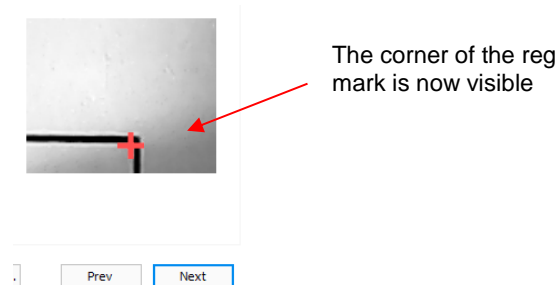 The corner of the reg
mark is now visible
Prev
Next